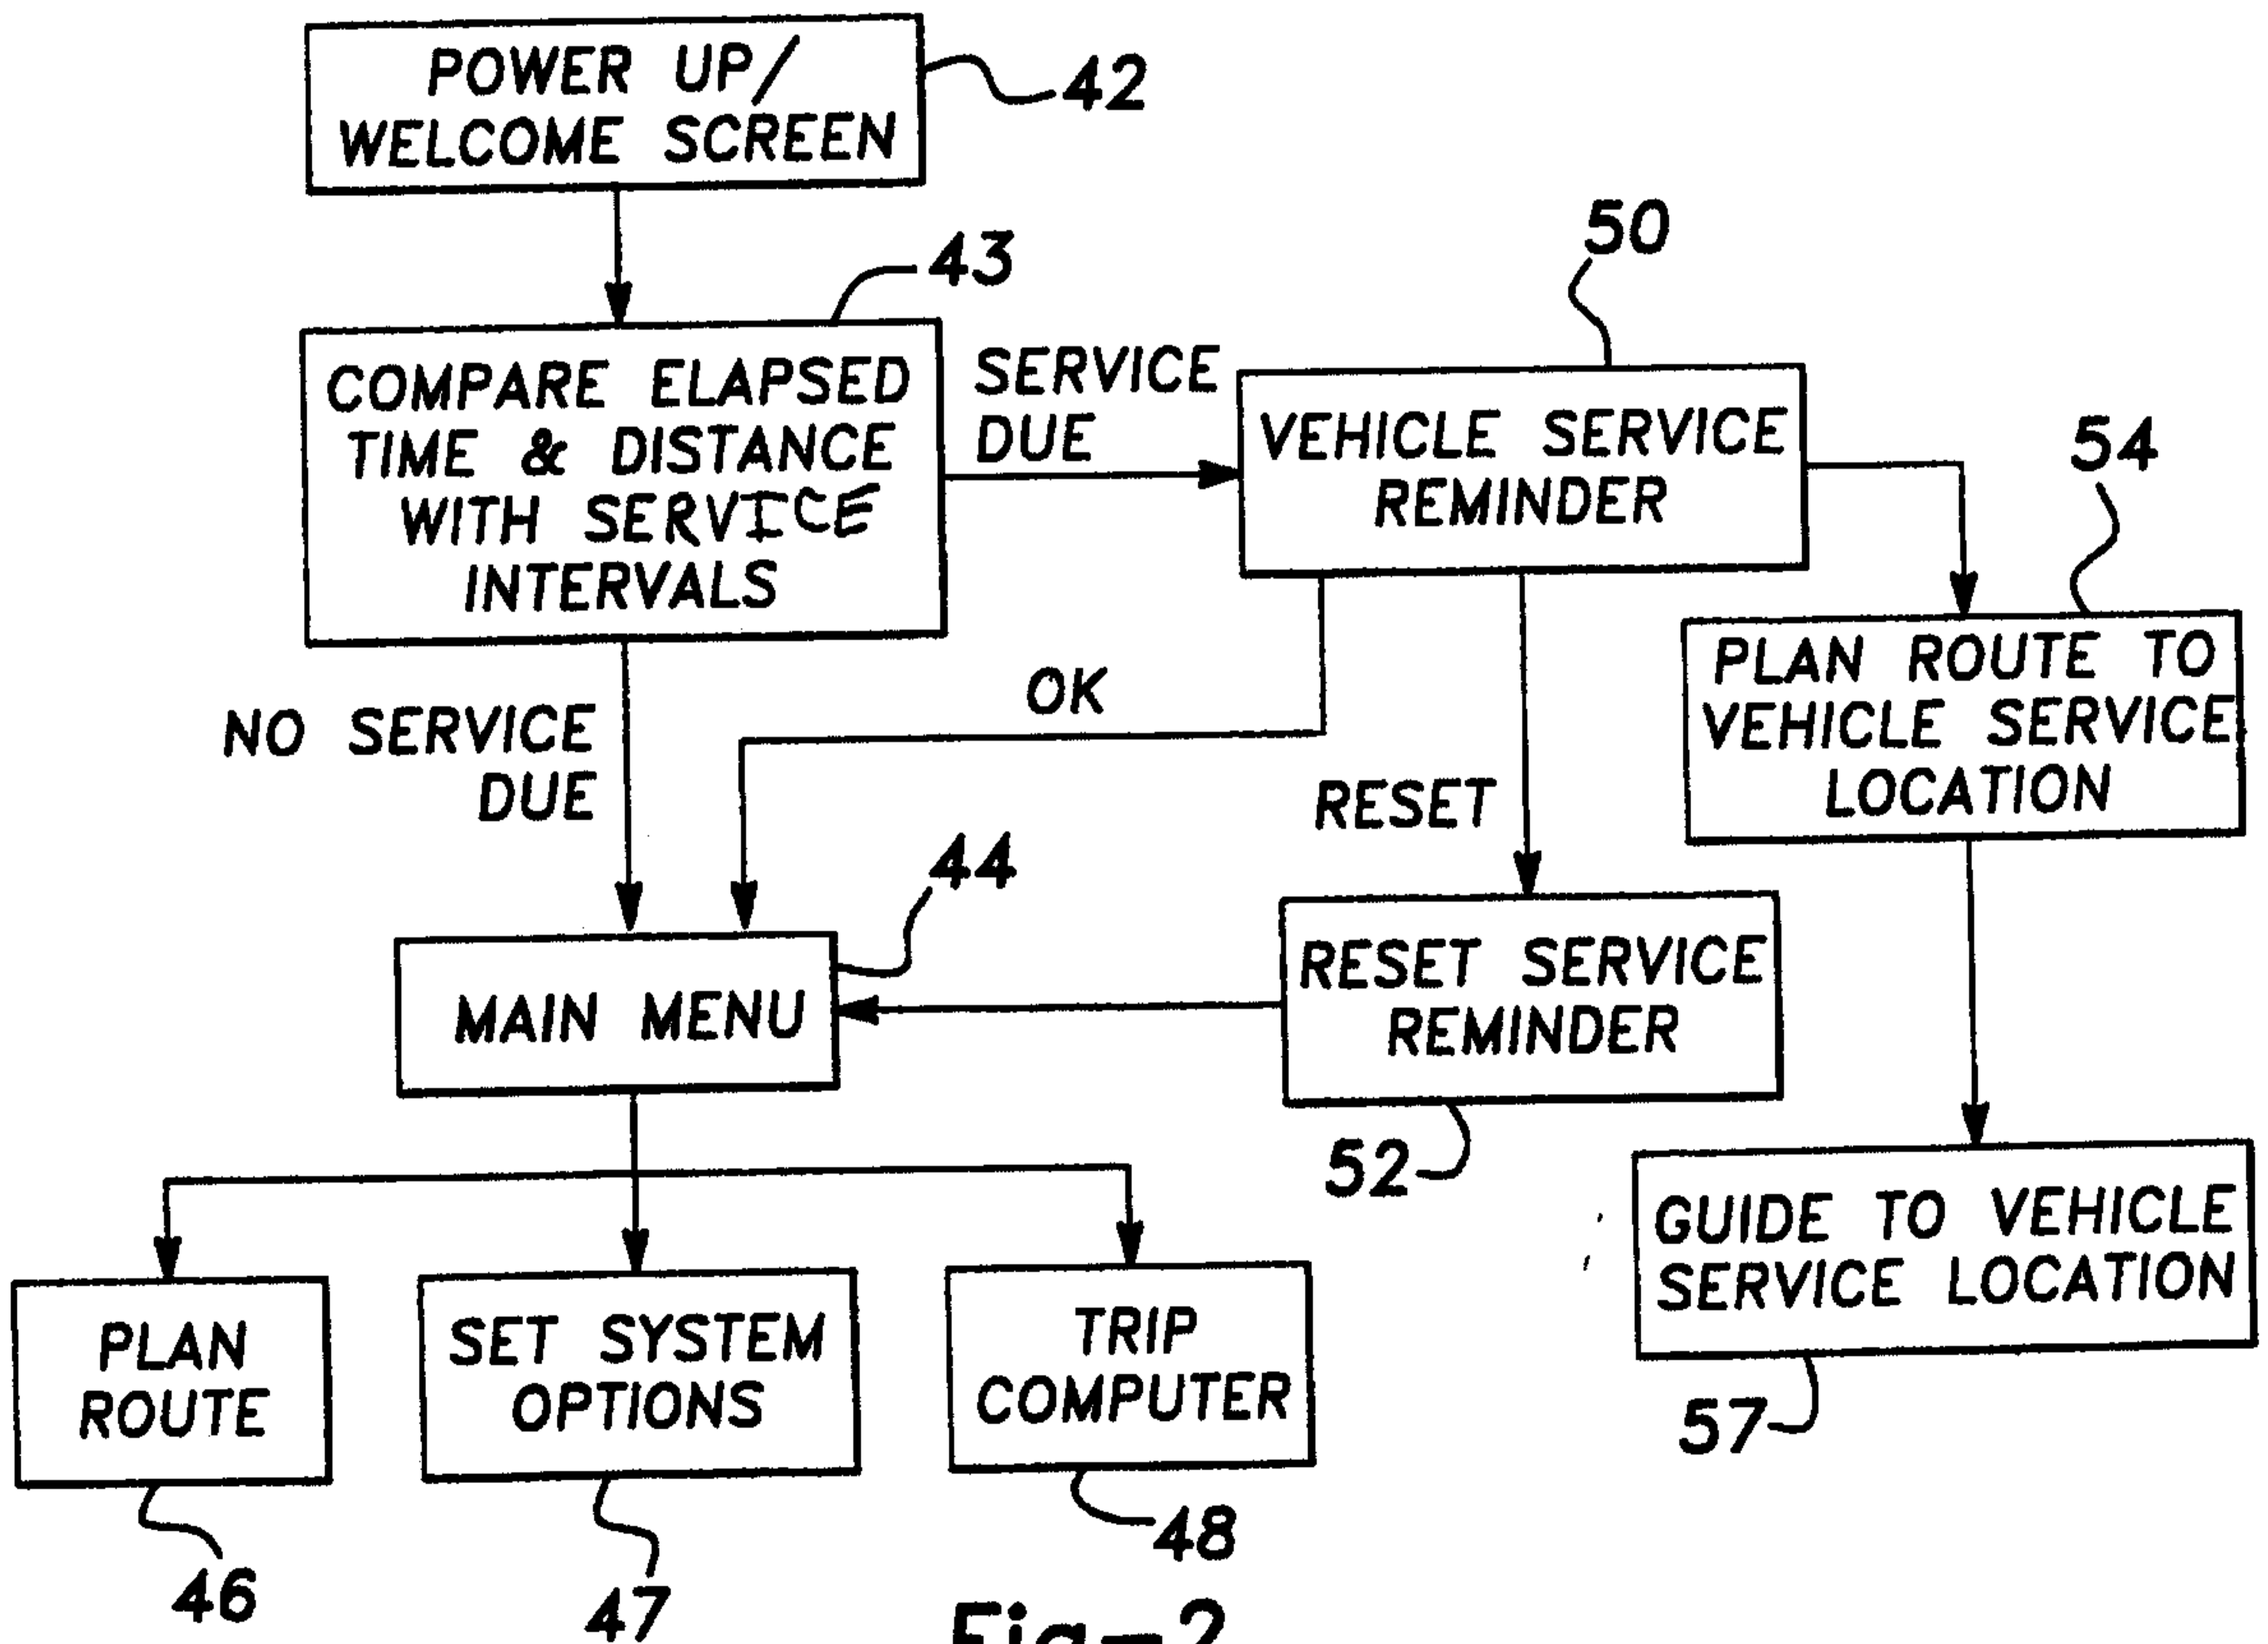 POWER UP/
WELCOME SCREEN
42
43
50
COMPARE ELAPSED
TIME & DISTANCE
WITH SERVICE
INTERVALS
SERVICE
DUE
VEHICLE SERVICE
REMINDER
54
PLAN ROUTE TO
VEHICLE SERVICE
LOCATION
NO SERVICE
DUE
OK
RESET
44
MAIN MENU
RESET SERVICE
REMINDER
52
GUIDE TO VEHICLE
SERVICE LOCATION
57
PLAN
ROUTE
46
SET SYSTEM
OPTIONS
47
TRIP
COMPUTER
48
Fig-2